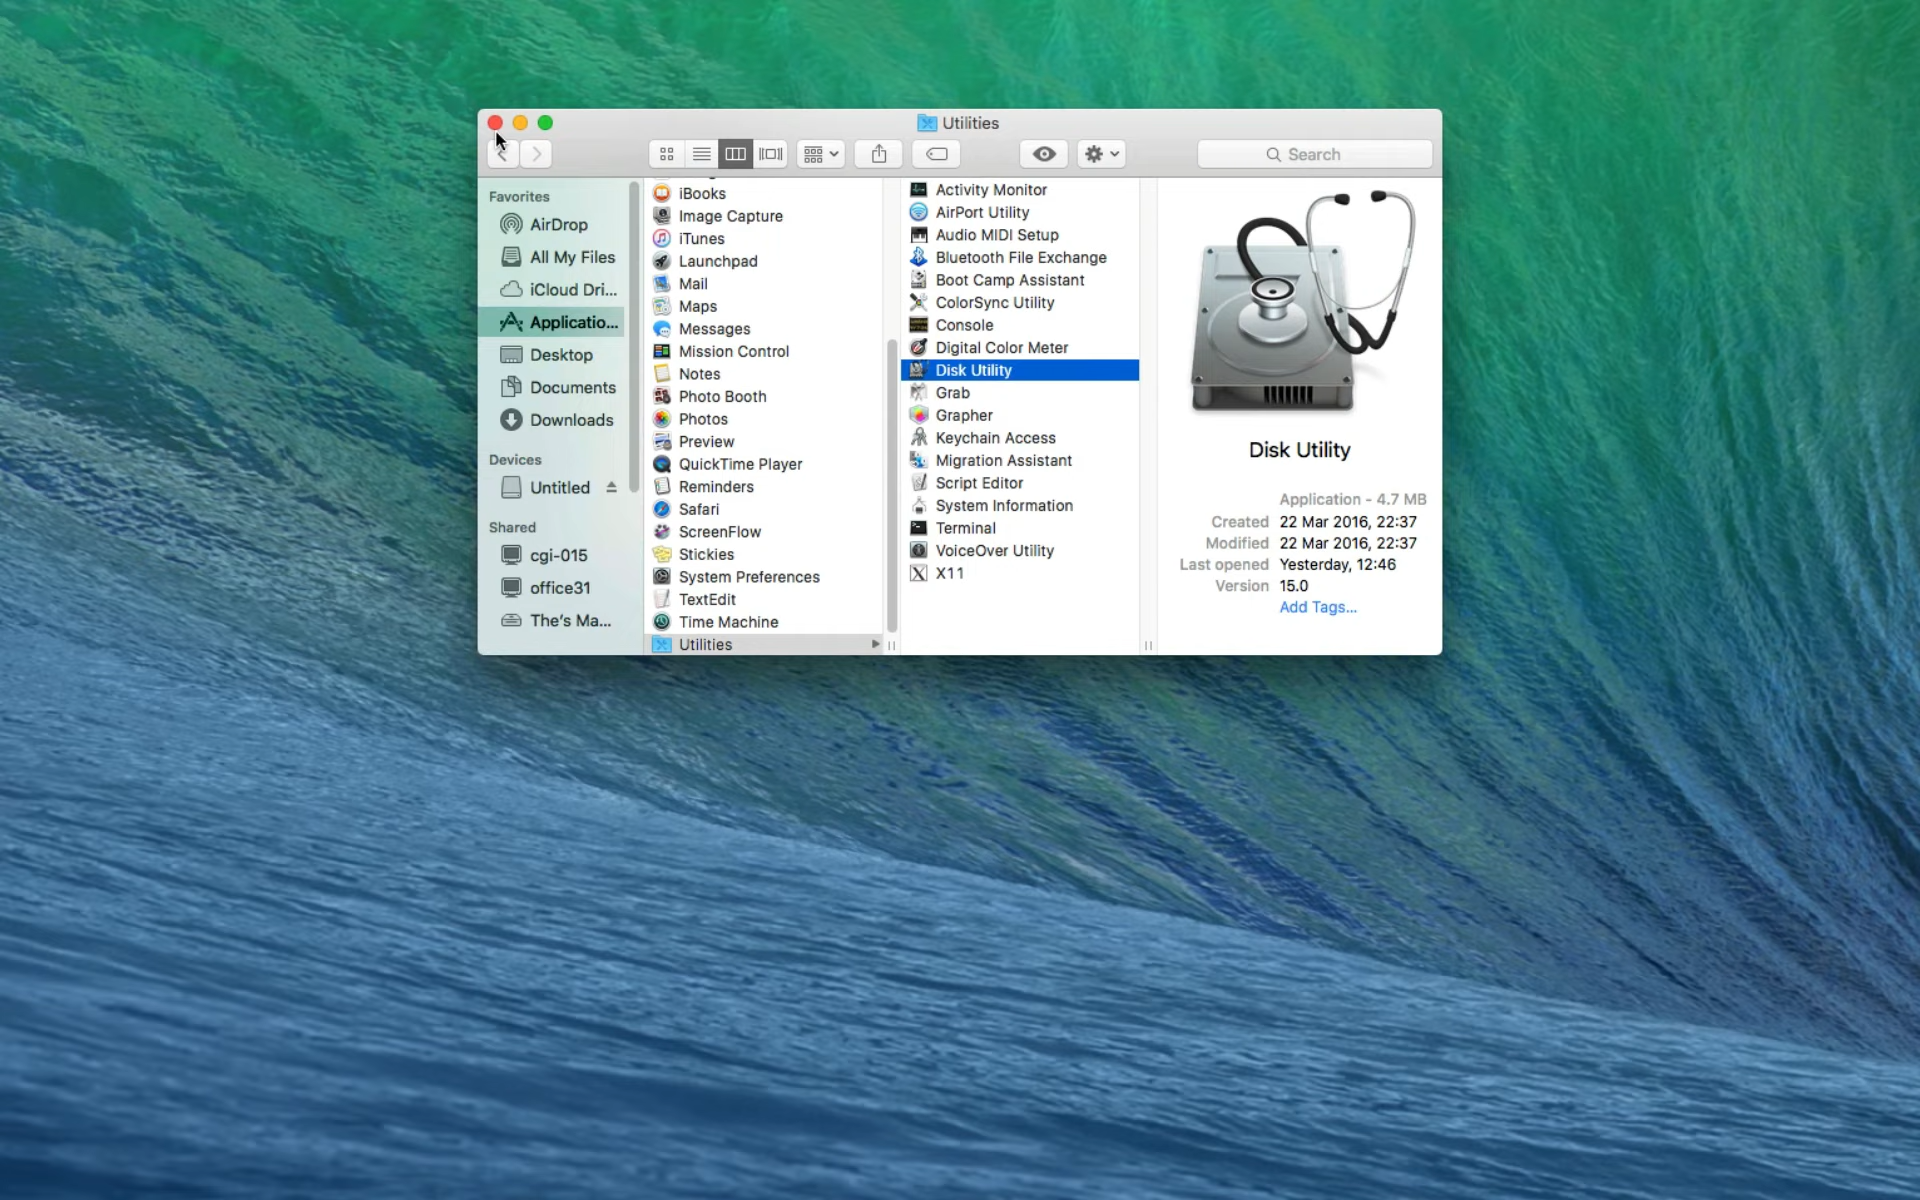 Utilities
Search
Favorites
AirDrop
All My Files
iCloud Dri...
Applicatio...
Desktop
Documents
Downloads
Devices
Untitled
Shared
cgi-015
office31
The's Ma...
iBooks
Image Capture
iTunes
Launchpad
Mail
Maps
Messages
Mission Control
Notes
Photo Booth
Photos
Preview
QuickTime Player
Reminders
Safari
ScreenFlow
Stickies
System Preferences
TextEdit
Time Machine
Utilities
Activity Monitor
AirPort Utility
Audio MIDI Setup
Bluetooth File Exchange
Boot Camp Assistant
ColorSync Utility
Console
Digital Color Meter
Disk Utility
Grab
Grapher
Keychain Access
Migration Assistant
Script Editor
System Information
Terminal
VoiceOver Utility
X11
Disk Utility
Application - 4.7 MB
Created 22 Mar 2016, 22:37
Modified 22 Mar 2016, 22:37
Last opened Yesterday, 12:46
Version 15.0
Add Tags...